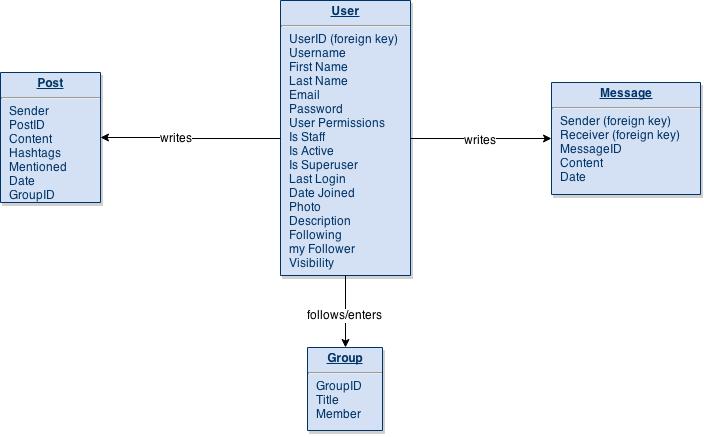 User
UserID (foreign key)
Username
First Name
Last Name
Email
Password
User Permissions
Is Staff
Is Active
Is Superuser
Last Login
Date Joined
Photo
Description
Following
my Follower
Visibility
Post
Sender
PostID
Content
Hashtags
Mentioned
Date
GroupID
writes
writes
Message
Sender (foreign key)
Receiver (foreign key)
MessageID
Content
Date
follows/enters
Group
GroupID
Title
Member